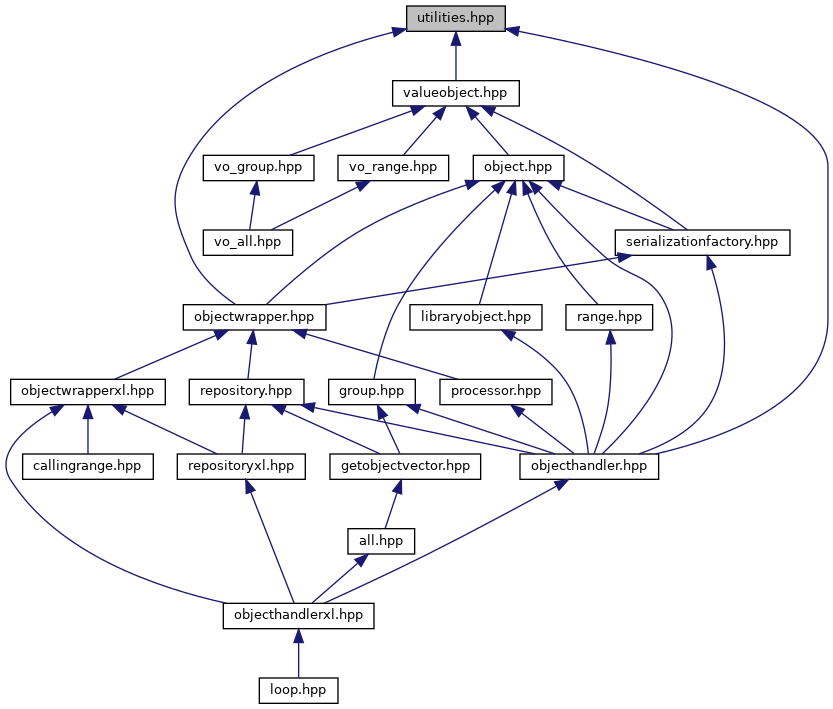 utilities.hpp
valueobject.hpp
vo_group.hpp
vo_range.hpp
object.hpp
vo_all.hpp
serializationfactory.hpp
objectwrapper.hpp
libraryobject.hpp
range.hpp
objectwrapperxl.hpp
repository.hpp
group.hpp
processor.hpp
callingrange.hpp
repositoryxl.hpp
getobjectvector.hpp
objecthandler.hpp
all.hpp
objecthandlerxl.hpp
loop.hpp